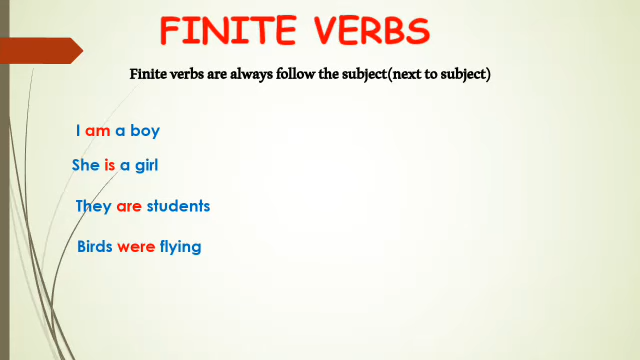 FINITE VERBS
Finite verbs are always follow the subject(next to subject)
I am a boy
She is a girl
They are students
Birds were flying